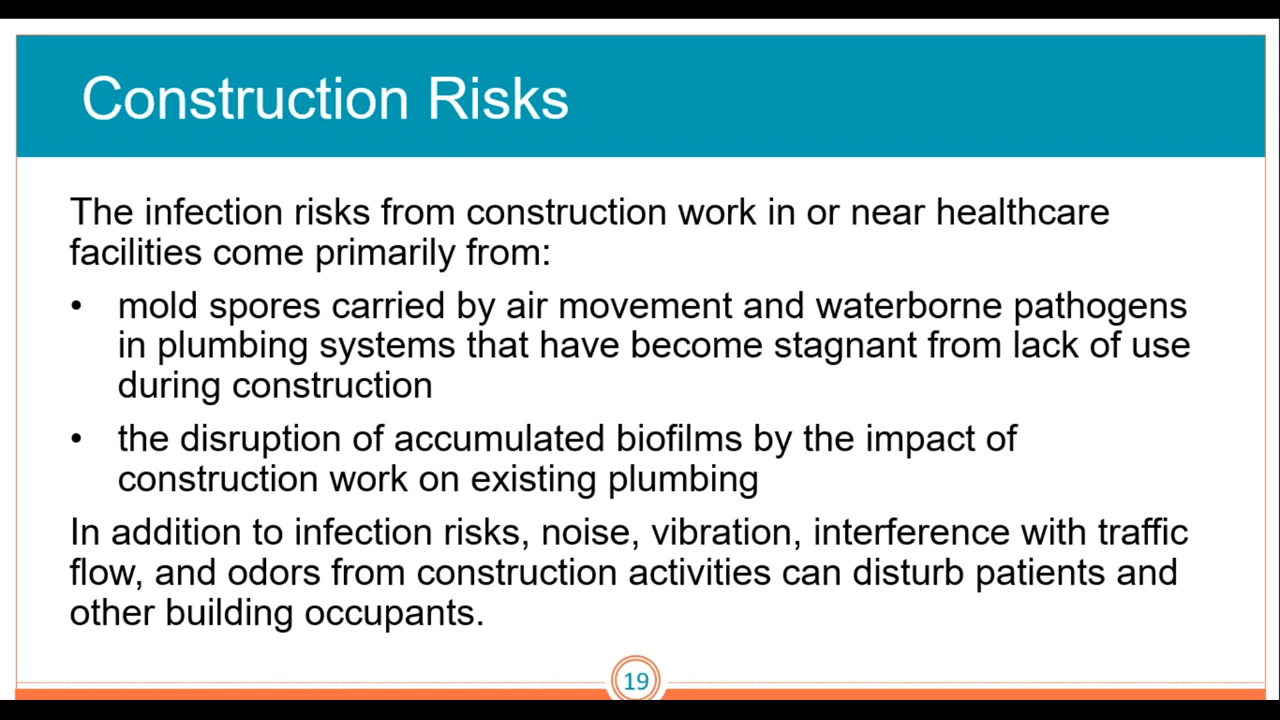 Construction Risks
The infection risks from construction work in or near healthcare
facilities come primarily from:
• mold spores carried by air movement and waterborne pathogens
in plumbing systems that have become stagnant from lack of use
during construction
• the disruption of accumulated biofilms by the impact of
construction work on existing plumbing
In addition to infection risks, noise, vibration, interference with traffic
flow, and odors from construction activities can disturb patients and
other building occupants.
19